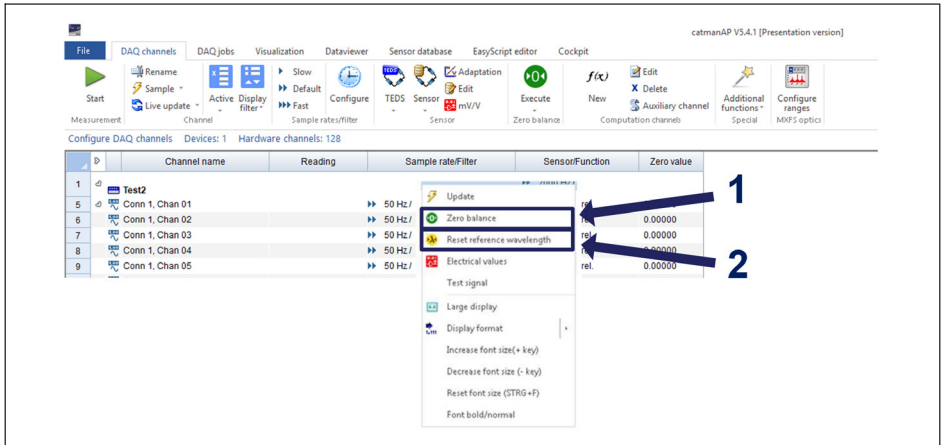 catmanAP V5.4.1 [Presentation version]
File DAQ channels DAQ jobs Visualization Dataviewer Sensor database EasyScript editor Cockpit
Start
Rename
Sample
Live update
Active
Display filter
Slow
Default
Fast
Configure
TEDS
Sensor
Adaptation
Edit
mV/V
Execute
f(x)
New
Edit
Delete
Auxiliary channel
Additional functions
Configure ranges
Measurement Channel Sample rates/filter Sensor Zero balance Computation channels Special MXFS optics
Configure DAQ channels Devices: 1 Hardware channels: 128
Channel name Reading Sample rate/Filter Sensor/Function Zero value
1 Test2
5 Conn 1, Chan 01 50 Hz / rel.
6 Conn 1, Chan 02 50 Hz / 0.00000
7 Conn 1, Chan 03 50 Hz / rel. 0.00000
8 Conn 1, Chan 04 50 Hz / 0.00000
9 Conn 1, Chan 05 50 Hz / rel. 0.00000
Update
Zero balance
Reset reference wavelength
Electrical values
Test signal
Large display
Display format
Increase font size(+ key)
Decrease font size (- key)
Reset font size (STRG+F)
Font bold/normal
1
2